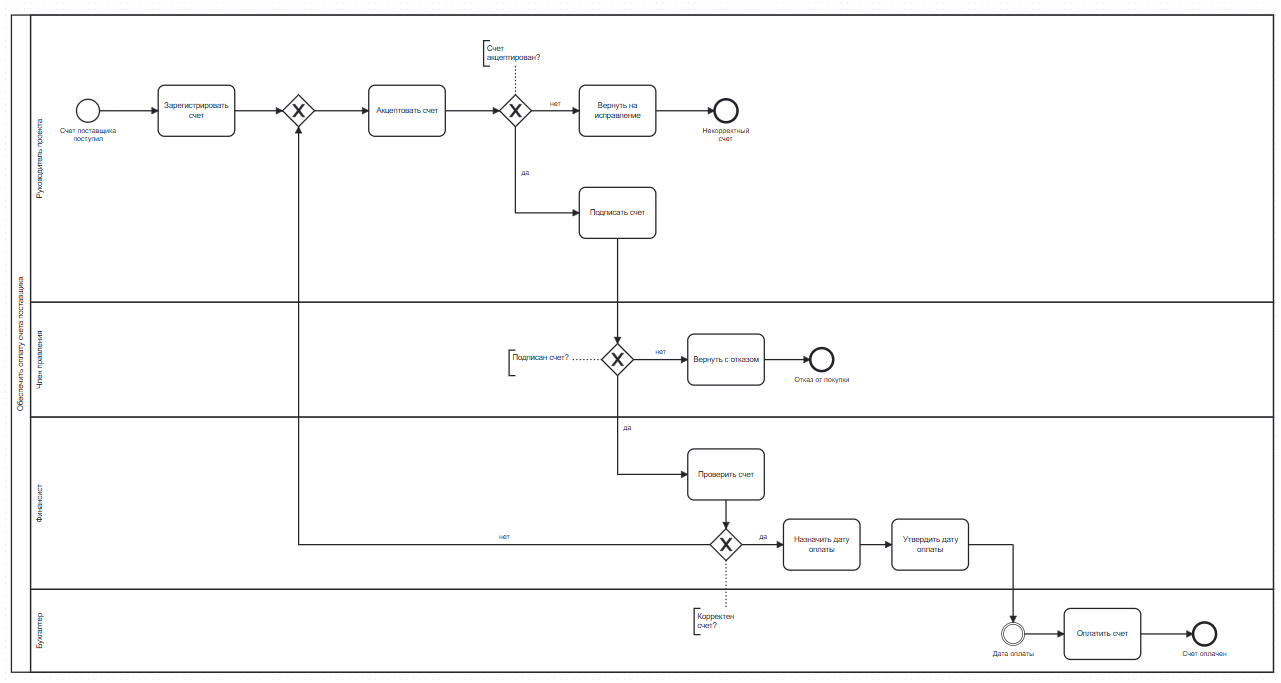 Обеспечить оплату счета поставщика
Руководитель проекта
Счет
акцептирован?
Зарегистрировать
счет
Акцептовать счет
нет
Вернуть на
исправление
Счет поставщика
поступил
Некорректный
счет
да
Подписать счет
Член правления
Подписан счет?
нет
Вернуть с отказом
Отказ от покупки
да
Финансист
Проверить счет
нет
да
Назначить дату
оплаты
Утвердить дату
оплаты
Бухгалтер
Корректен
счет?
Дата оплаты
Оплатить счет
Счет оплачен